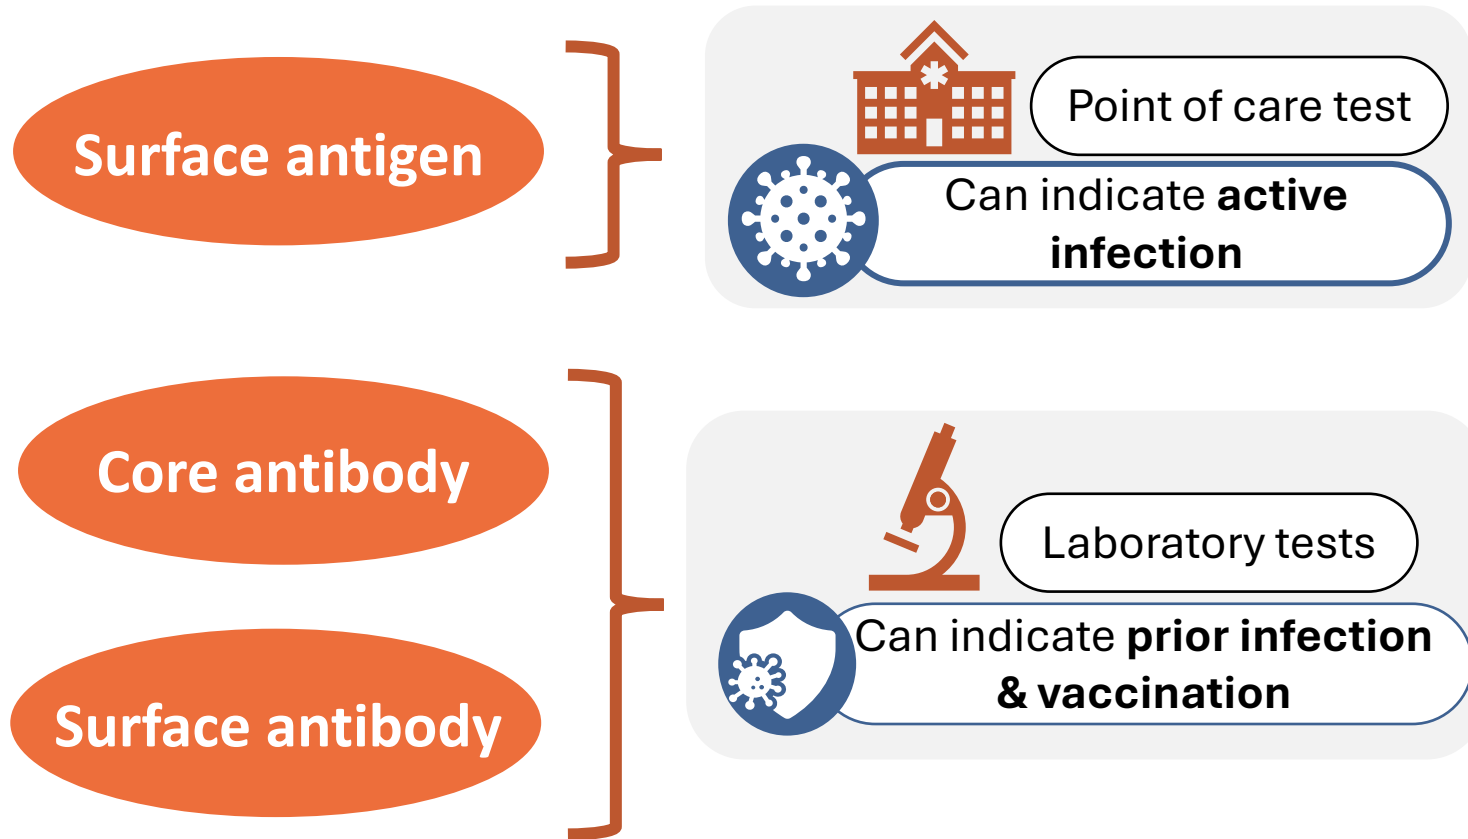 Surface antigen
Point of care test
Can indicate active
infection
Core antibody
Surface antibody
Laboratory tests
Can indicate prior infection
& vaccination